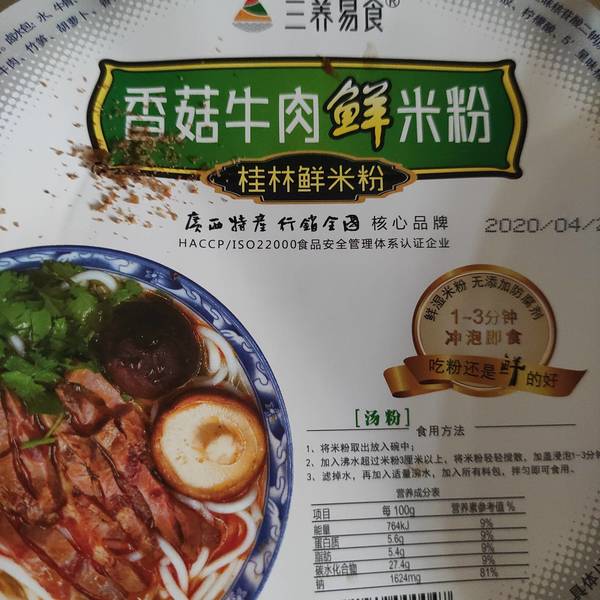 三养易食®
香菇牛肉鲜米粉
桂林鲜米粉
广西特产 行销全国 核心品牌
HACCP/ISO22000食品安全管理体系认证企业
2020/04/2
鲜湿米粉 无添加防腐剂
1~3分钟
冲泡即食
吃粉还是鲜的好
[汤粉]
食用方法
1、将米粉取出放入碗中;
2、加入沸水超过米粉3厘米以上,将米粉轻轻搅散,加盖浸泡1-3分钟
3、滤掉水,再加入适量沸水,加入所有料包,拌匀即可食用。
营养成分表
项目 每 100g 营养素参考值 %
能量 764kJ 9%
蛋白质 5.6g 9%
脂肪 5.4g 9%
碳水化合物 27.4g 9%
钠 1624mg 81%